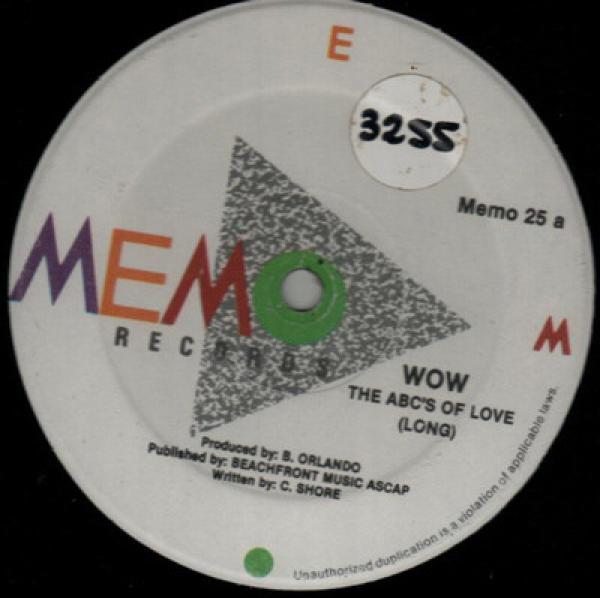 E
3255
Memo 25 a
MEM
RECORDS
M
WOW
THE ABC'S OF LOVE
(LONG)
Produced by: B. ORLANDO
Published by: BEACHFRONT MUSIC ASCAP
Written by: C. SHORE
Unauthorized duplication is a violation of applicable laws.